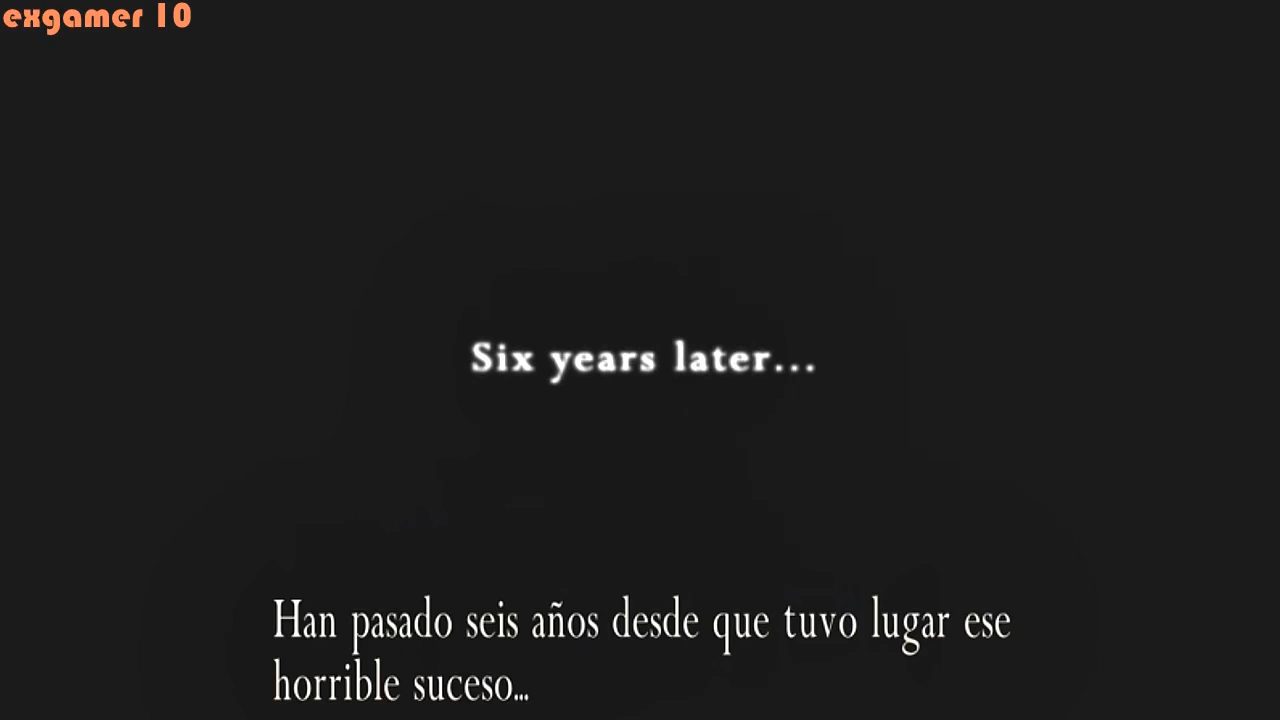 exgamer 10
Six years later...
Han pasado seis años desde que tuvo lugar ese
horrible suceso...